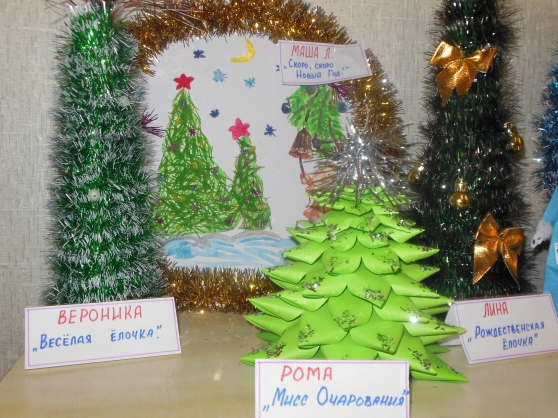 МАША Л.
„Скоро, скоро
Новый Год!"
ВЕРОНИКА
„Весёлая ёлочка".
ЛИНА
„Рождественская
ёлочка".
РОМА
„Мисс Очарования"